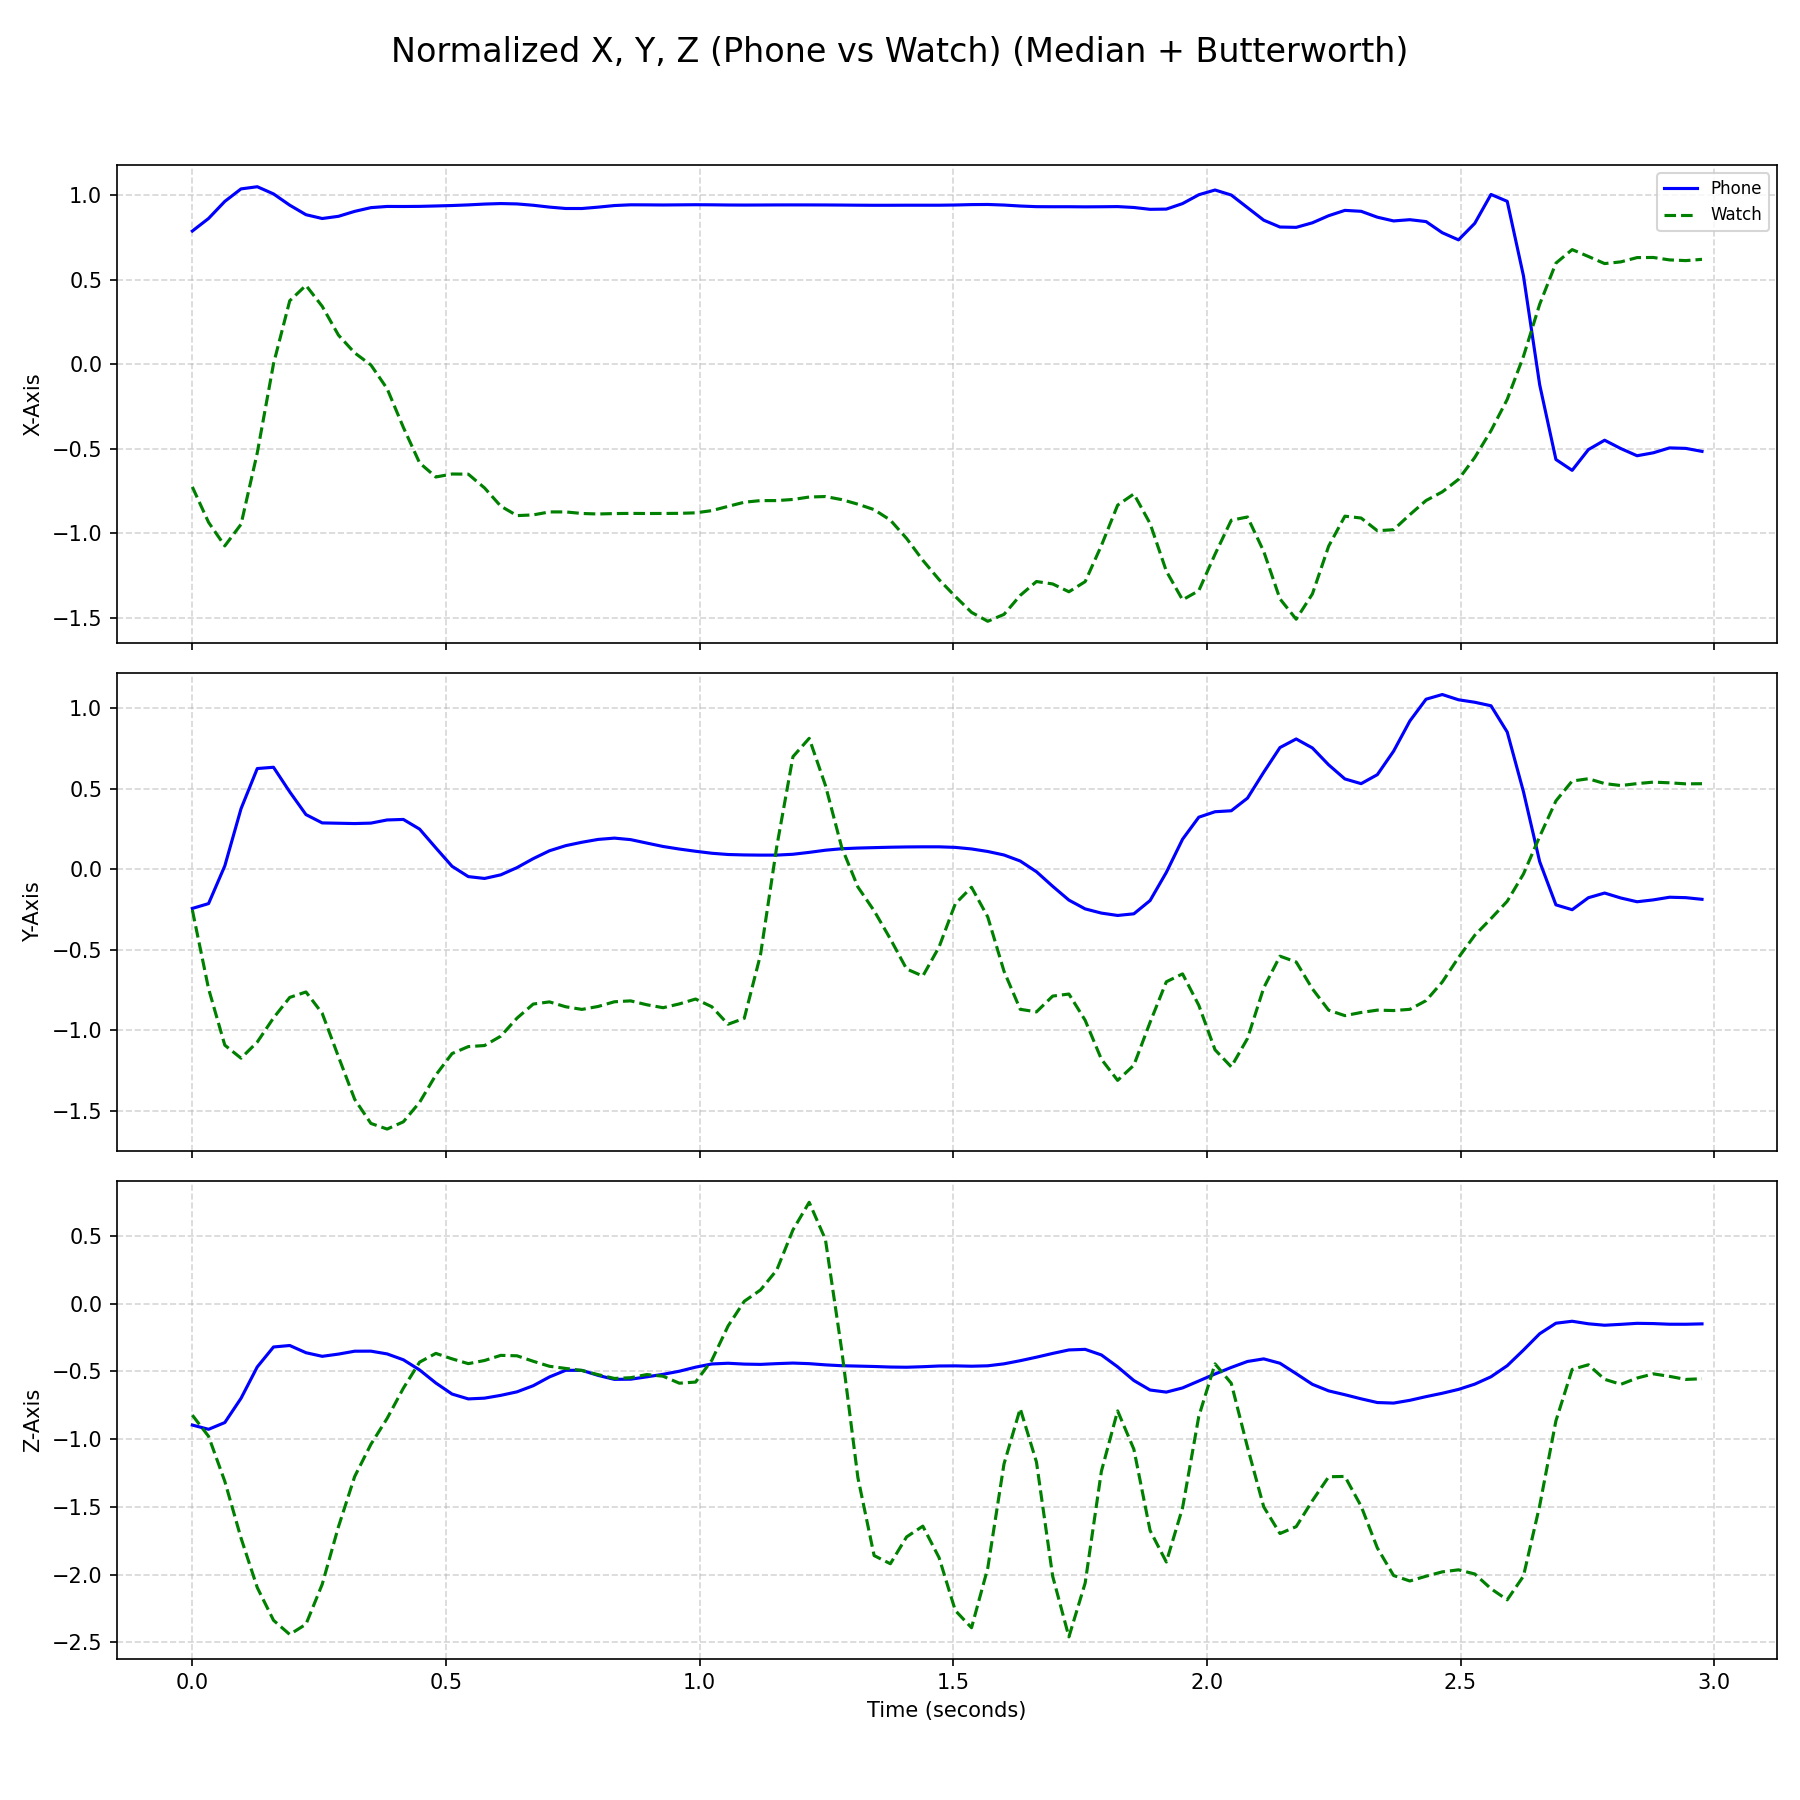 Normalized X, Y, Z (Phone vs Watch) (Median + Butterworth)
Phone
Watch
1.0
0.5
0.0
−0.5
−1.0
−1.5
X-Axis
1.0
0.5
0.0
−0.5
−1.0
−1.5
Y-Axis
0.5
0.0
−0.5
−1.0
−1.5
−2.0
−2.5
Z-Axis
0.0 0.5 1.0 1.5 2.0 2.5 3.0
Time (seconds)